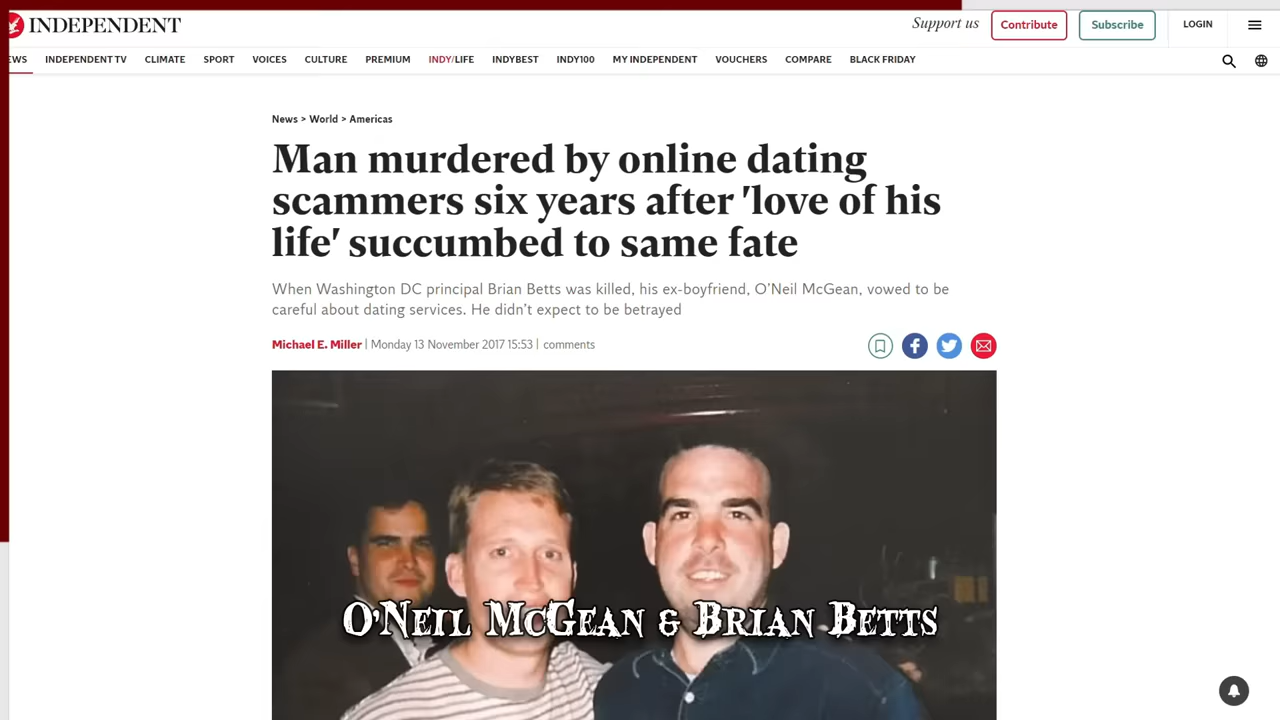 INDEPENDENT
Support us
Contribute
Subscribe
LOGIN
EWS INDEPENDENT TV CLIMATE SPORT VOICES CULTURE PREMIUM INDY/LIFE INDYBEST INDY100 MY INDEPENDENT VOUCHERS COMPARE BLACK FRIDAY
News > World > Americas
Man murdered by online dating
scammers six years after 'love of his
life' succumbed to same fate
When Washington DC principal Brian Betts was killed, his ex-boyfriend, O’Neil McGean, vowed to be
careful about dating services. He didn’t expect to be betrayed
Michael E. Miller | Monday 13 November 2017 15:53 | comments
O'Neil McGean & Brian Betts